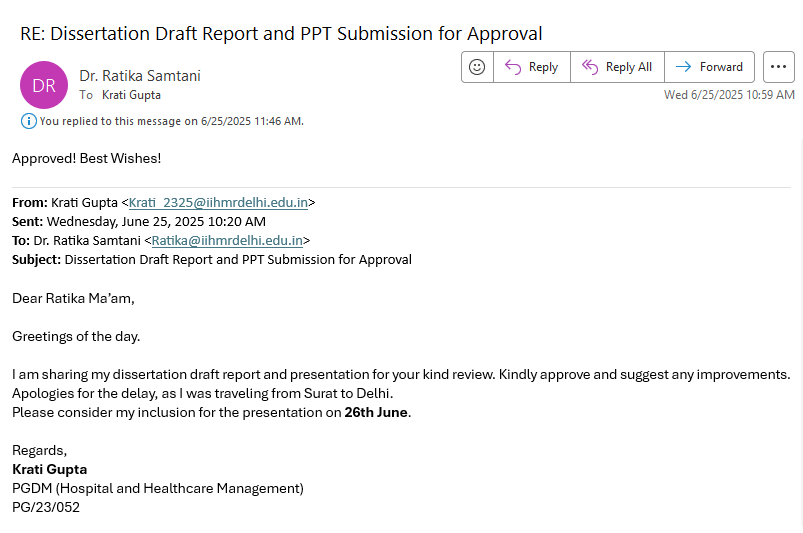 RE: Dissertation Draft Report and PPT Submission for Approval
DR
Dr. Ratika Samtani
To Krati Gupta
Reply
Reply All
Forward
Wed 6/25/2025 10:59 AM
You replied to this message on 6/25/2025 11:46 AM.
Approved! Best Wishes!
From: Krati Gupta <Krati_2325@iihmrdelhi.edu.in>
Sent: Wednesday, June 25, 2025 10:20 AM
To: Dr. Ratika Samtani <Ratika@iihmrdelhi.edu.in>
Subject: Dissertation Draft Report and PPT Submission for Approval
Dear Ratika Ma’am,
Greetings of the day.
I am sharing my dissertation draft report and presentation for your kind review. Kindly approve and suggest any improvements.
Apologies for the delay, as I was traveling from Surat to Delhi.
Please consider my inclusion for the presentation on 26th June.
Regards,
Krati Gupta
PGDM (Hospital and Healthcare Management)
PG/23/052